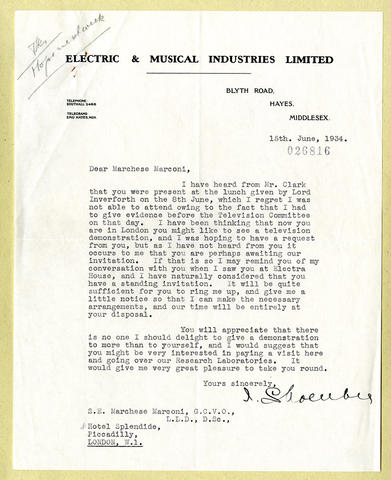 The
Hope next week
ELECTRIC & MUSICAL INDUSTRIES LIMITED
BLYTH ROAD,
HAYES,
MIDDLESEX.
TELEPHONE
SOUTHALL 2468
TELEGRAMS
EMU HAYES, MDX.
15th. June, 1934.
026816
Dear Marchese Marconi,
I have heard from Mr. Clark
that you were present at the lunch given by Lord
Inverforth on the 8th June, which I regret I was
not able to attend owing to the fact that I had
to give evidence before the Television Committee
on that day. I have been thinking that now you
are in London you might like to see a television
demonstration, and I was hoping to have a request
from you, but as I have not heard from you it
occurs to me that you are perhaps awaiting our
invitation. If that is so I may remind you of my
conversation with you when I saw you at Electra
House, and I have naturally considered that you
have a standing invitation. It will be quite
sufficient for you to ring me up, and give me a
little notice so that I can make the necessary
arrangements, and our time will be entirely at
your disposal.
You will appreciate that there
is no one I should delight to give a demonstration
to more than to yourself, and I would suggest that
you might be very interested in paying a visit here
and going over our Research Laboratories. It
would give me very great pleasure to take you round.
Yours sincerely,
I. Shoenberg
S.E. Marchese Marconi, G.C.V.O.,
L.L.D., D.Sc.,
Hotel Splendide,
Piccadilly,
LONDON, W.1.